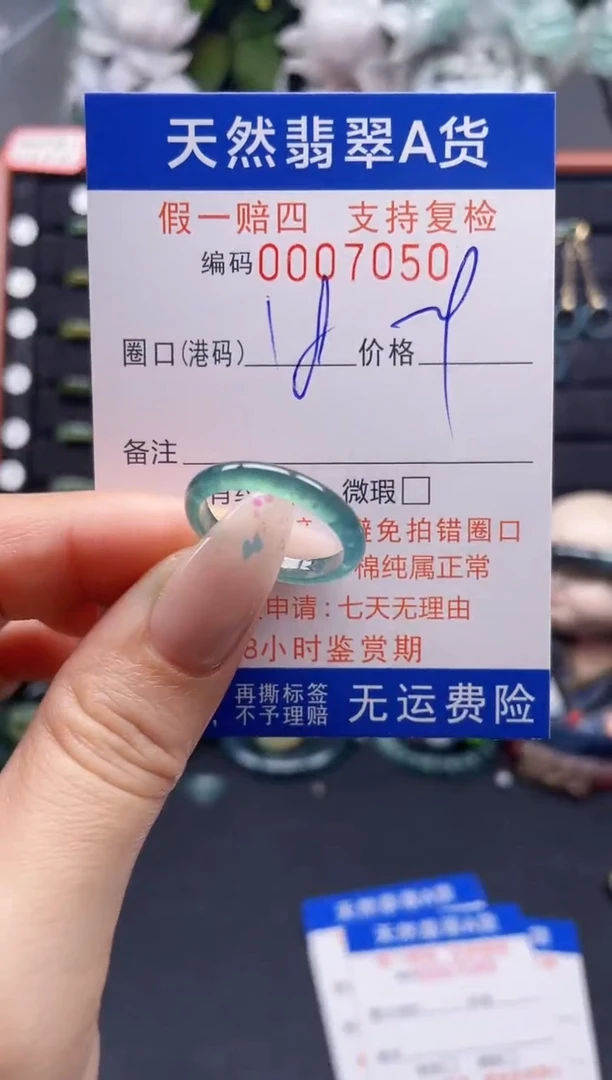 天然翡翠A货
假一赔四 支持复检
编码0007050
圈口(港码) 价格
备注
微瑕□
避免拍错圈口
棉纯属正常
申请：七天无理由
8小时鉴赏期
再撕标签
不予理赔
无运费险